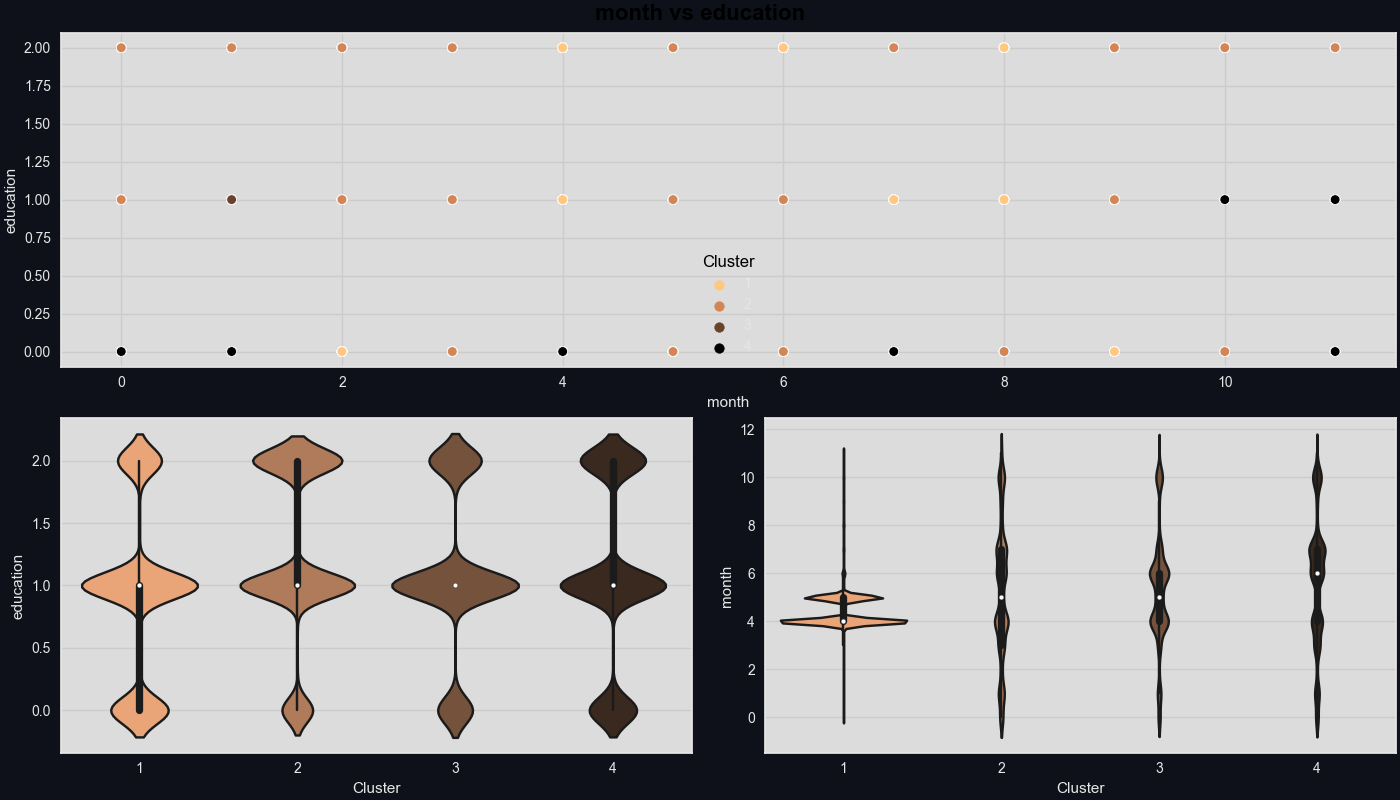 month vs education
2.00
1.75
1.50
1.25
1.00
0.75
0.50
0.25
0.00
education
Cluster
1
2
3
4
0 2 4 6 8 10
month
2.0
1.5
1.0
0.5
0.0
education
1 2 3 4
Cluster
12
10
8
6
4
2
0
month
1 2 3 4
Cluster